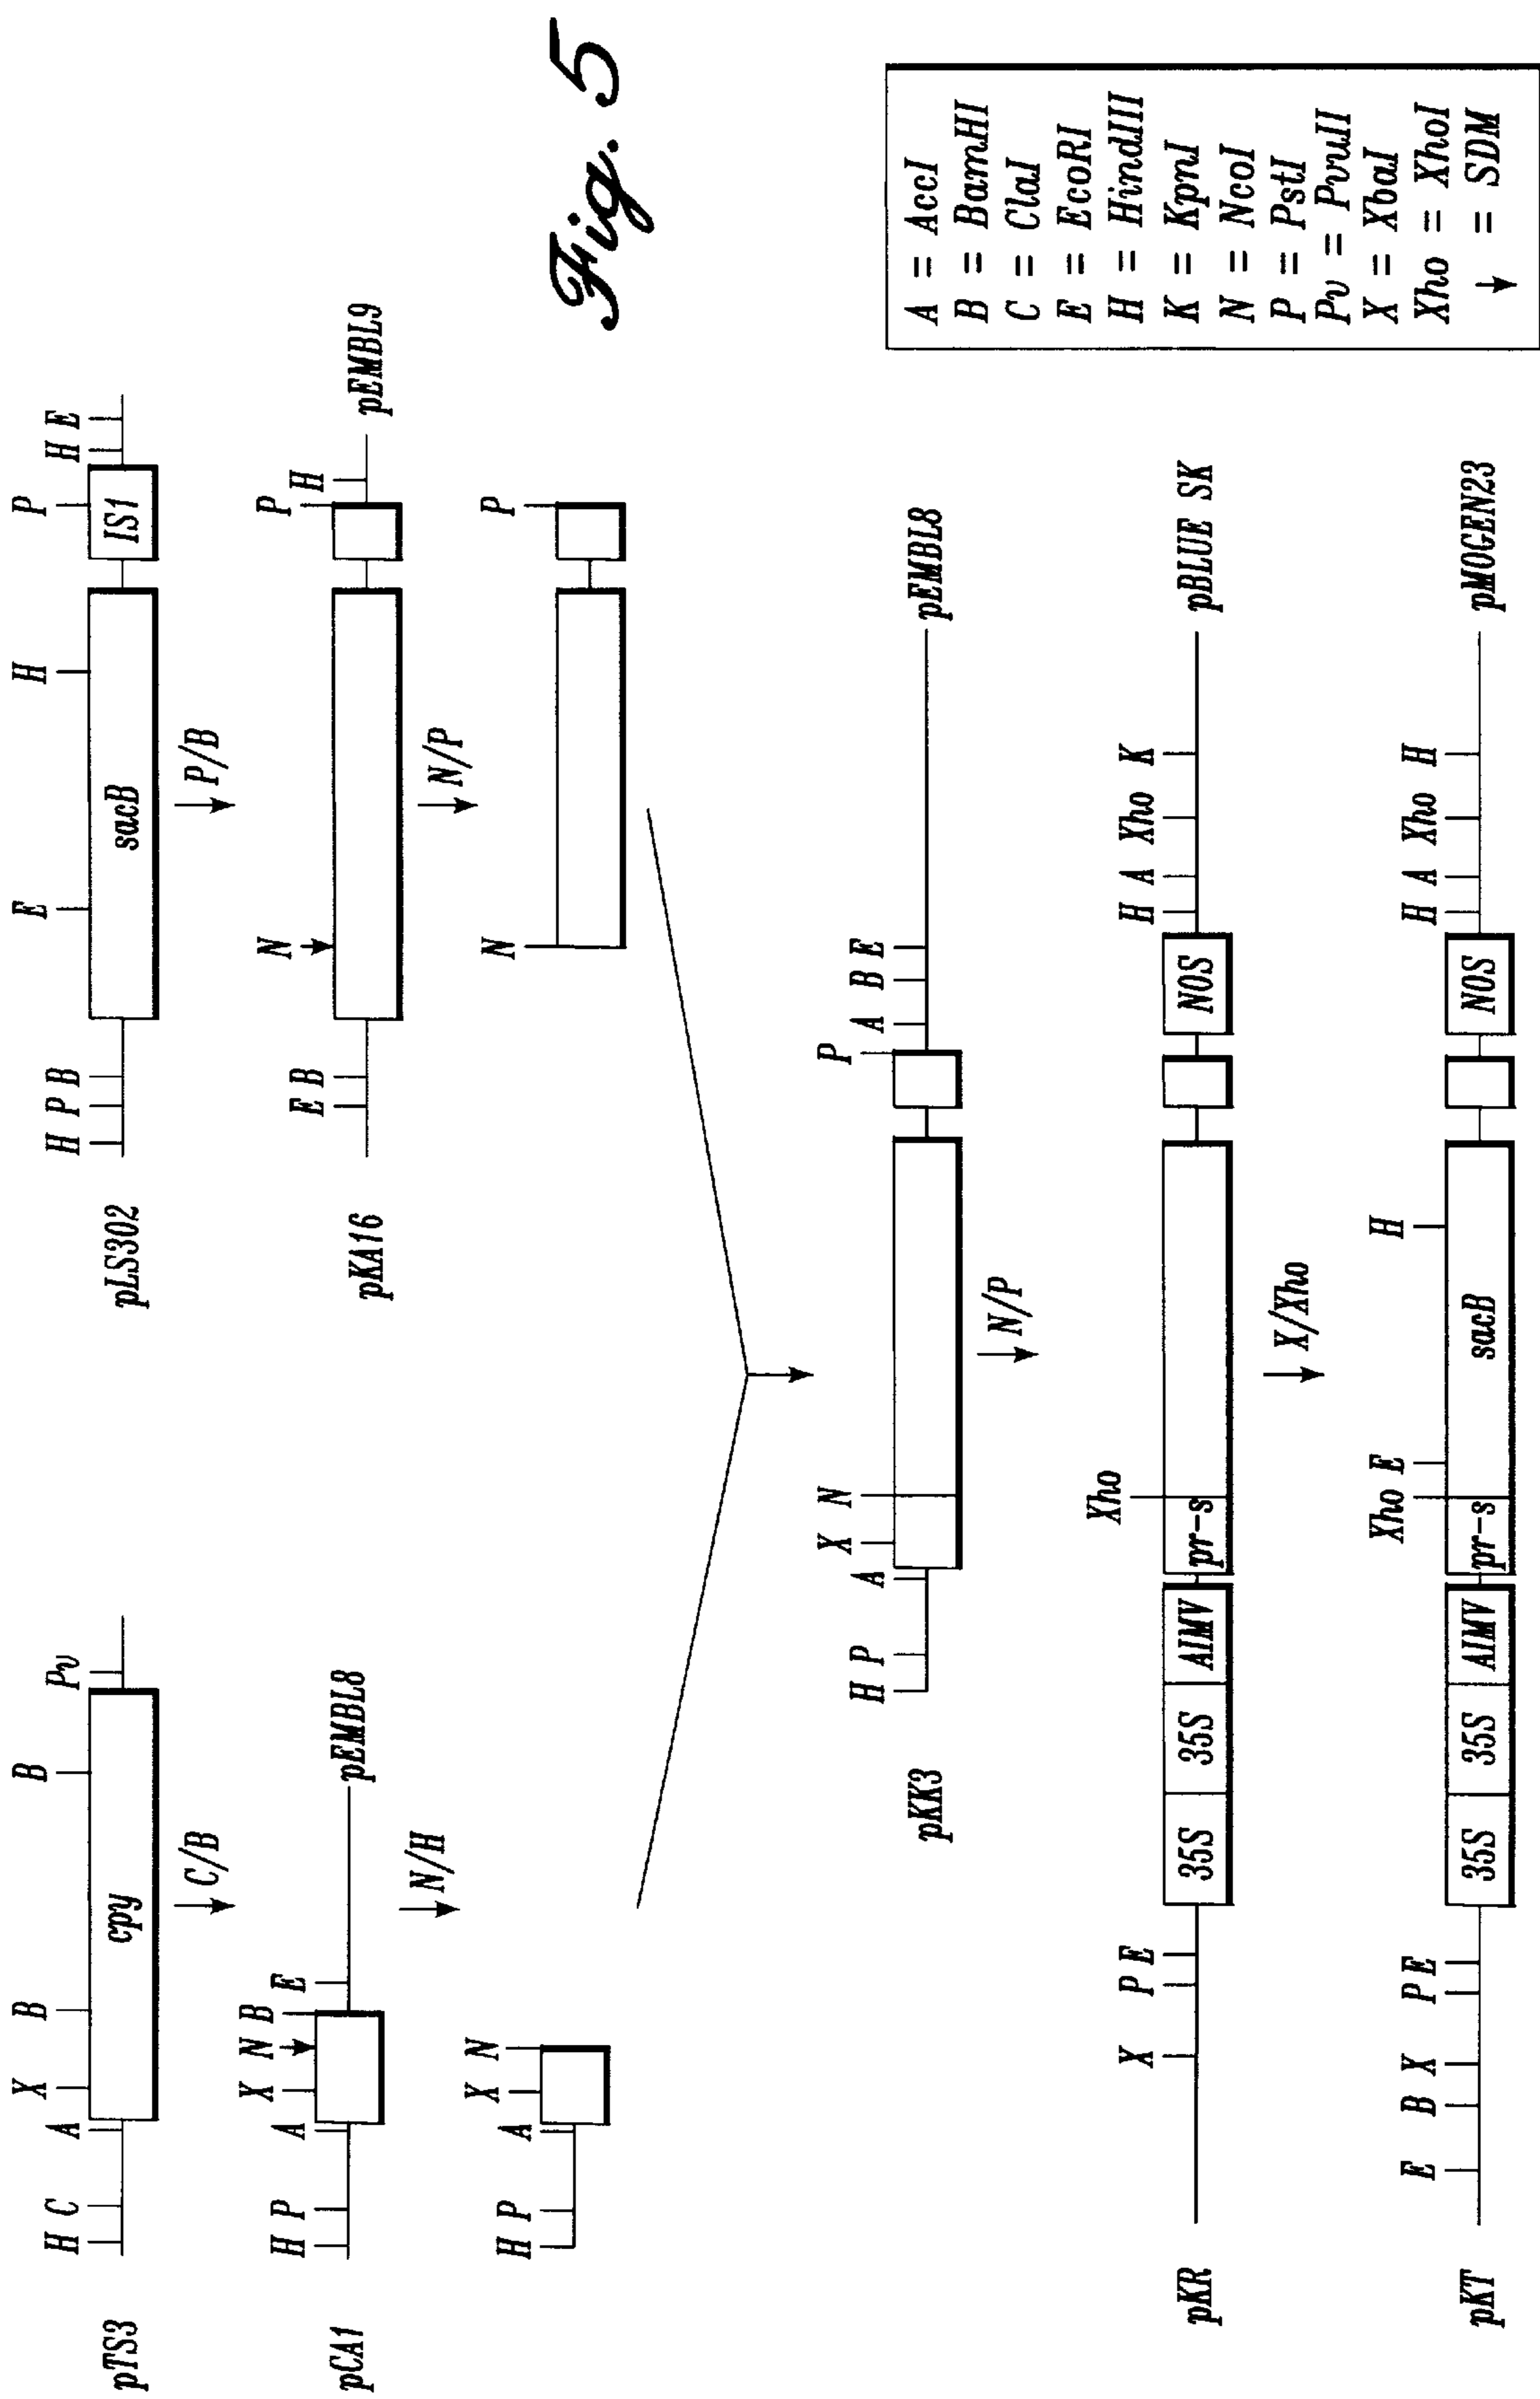 pTS3
H C A X B B Pv
cpy
C/B
pCA1
H P A X N B E
pEMBL8
N/H
H P A X N
pLS302
H P B E H P H E
sacB
IS1
P/B
pKA16
E B N P H
pEMBL9
N/P
N P
Fig. 5
pKK3
H P A X N P A B E
pEMBL8
N/P
pKR
X P E Xho H A Xho K
35S 35S AIMV pr-s NOS
pBLUE SK
X/Xho
pKT
E B X P E Xho E H H A Xho H
35S 35S AIMV pr-s sacB NOS
pMOGEN23
A = AccI
B = BamHI
C = ClaI
E = EcoRI
H = HindIII
K = KpnI
N = NcoI
P = PstI
Pv = PvuII
X = XbaI
Xho = XhoI
↓ = SDM